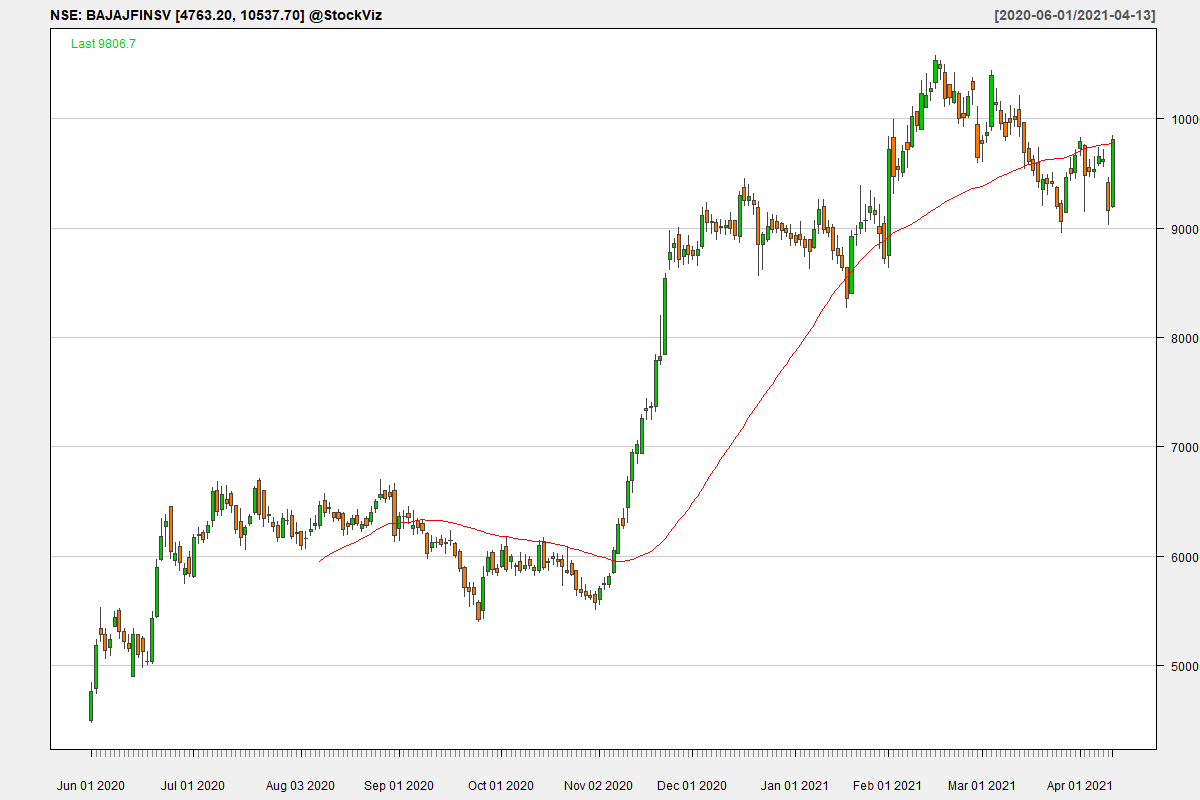 NSE: BAJAJFINSV [4763.20, 10537.70] @StockViz
[2020-06-01/2021-04-13]
Last 9806.7
1000
9000
8000
7000
6000
5000
Jun 01 2020
Jul 01 2020
Aug 03 2020
Sep 01 2020
Oct 01 2020
Nov 02 2020
Dec 01 2020
Jan 01 2021
Feb 01 2021
Mar 01 2021
Apr 01 2021